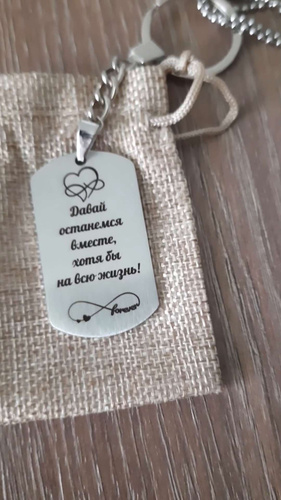 Давай
останемся
вместе,
хотя бы
на всю жизнь!
forever